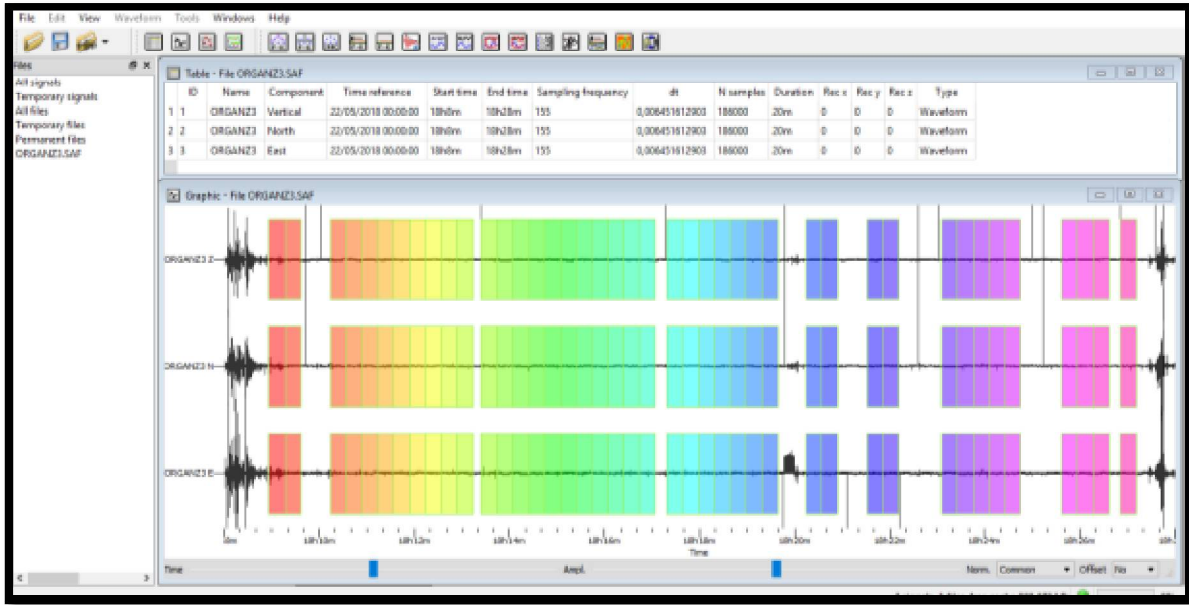 File Edit View Waveform Tools Windows Help
Files
All signals
Temporary signals
All files
Temporary files
Permanent files
ORGANZ3.SAF
Table - File ORGANZ3.SAF
ID Name Component Time reference Start time End time Sampling frequency dt N samples Duration Rec x Rec y Rec z Type
1 1 ORGANZ3 Vertical 22/05/2018 00:00:00 18h8m 18h28m 155 0,006451612903 186000 20m 0 0 0 Waveform
2 2 ORGANZ3 North 22/05/2018 00:00:00 18h8m 18h28m 155 0,006451612903 186000 20m 0 0 0 Waveform
3 3 ORGANZ3 East 22/05/2018 00:00:00 18h8m 18h28m 155 0,006451612903 186000 20m 0 0 0 Waveform
Graphic - File ORGANZ3.SAF
ORGANZ3 Z
ORGANZ3 N
ORGANZ3 E
8m 18h10m 18h12m 18h14m 18h16m 18h18m 18h20m 18h22m 18h24m 18h26m 18h
Time
Time Ampl. Norm. Common Offset No